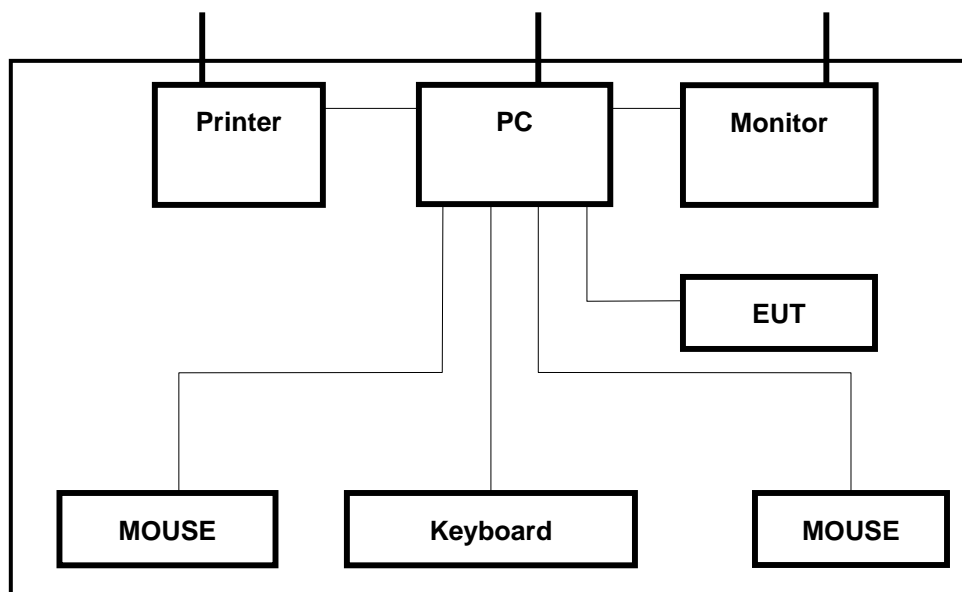 Printer
PC
Monitor
EUT
MOUSE
Keyboard
MOUSE